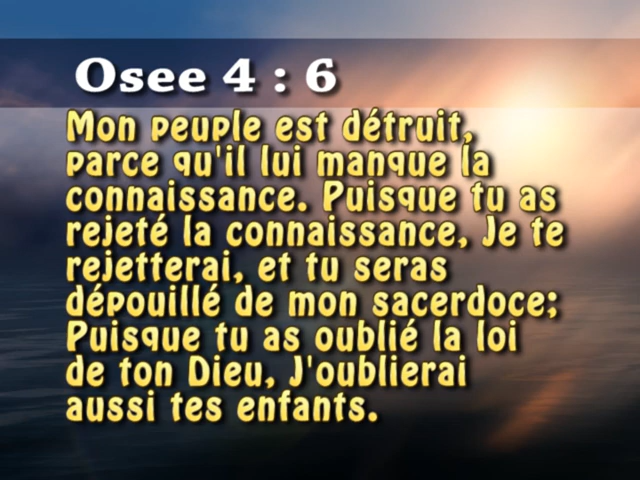 Osee 4 : 6
Mon peuple est détruit,
parce qu'il lui manque la
connaissance. Puisque tu as
rejeté la connaissance, Je te
rejetterai, et tu seras
dépouillé de mon sacerdoce;
Puisque tu as oublié la loi
de ton Dieu, J'oublierai
aussi tes enfants.